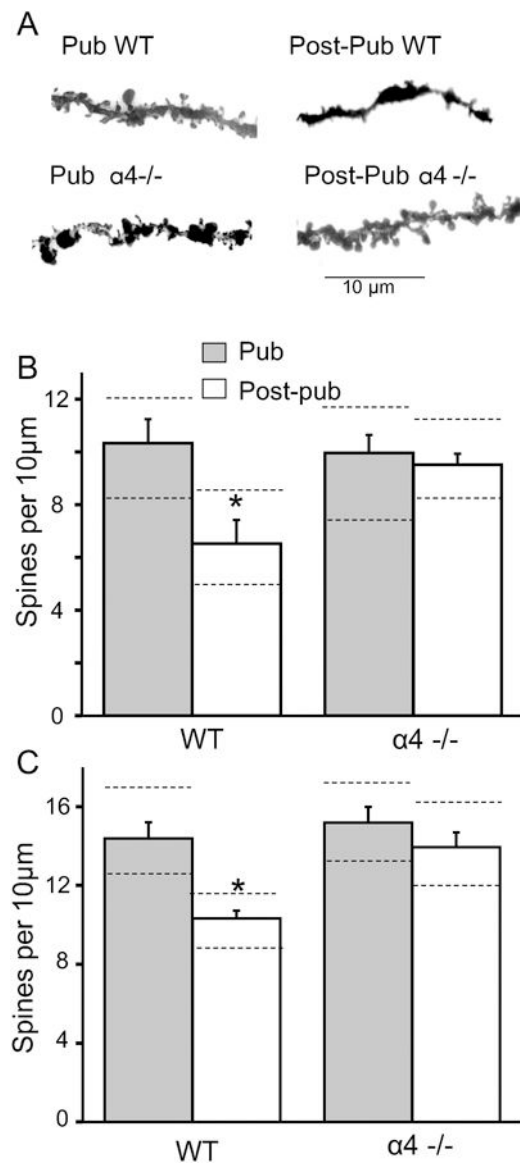 A
Pub WT
Post-Pub WT
Pub α4-/-
Post-Pub α4 -/-
10 µm
B
Pub
Post-pub
12
8
4
0
Spines per 10µm
*
WT
α4 -/-
C
16
12
8
4
0
Spines per 10µm
*
WT
α4 -/-